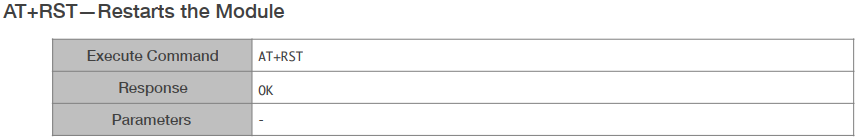 AT+RST—Restarts the Module
Execute Command AT+RST
Response OK
Parameters -